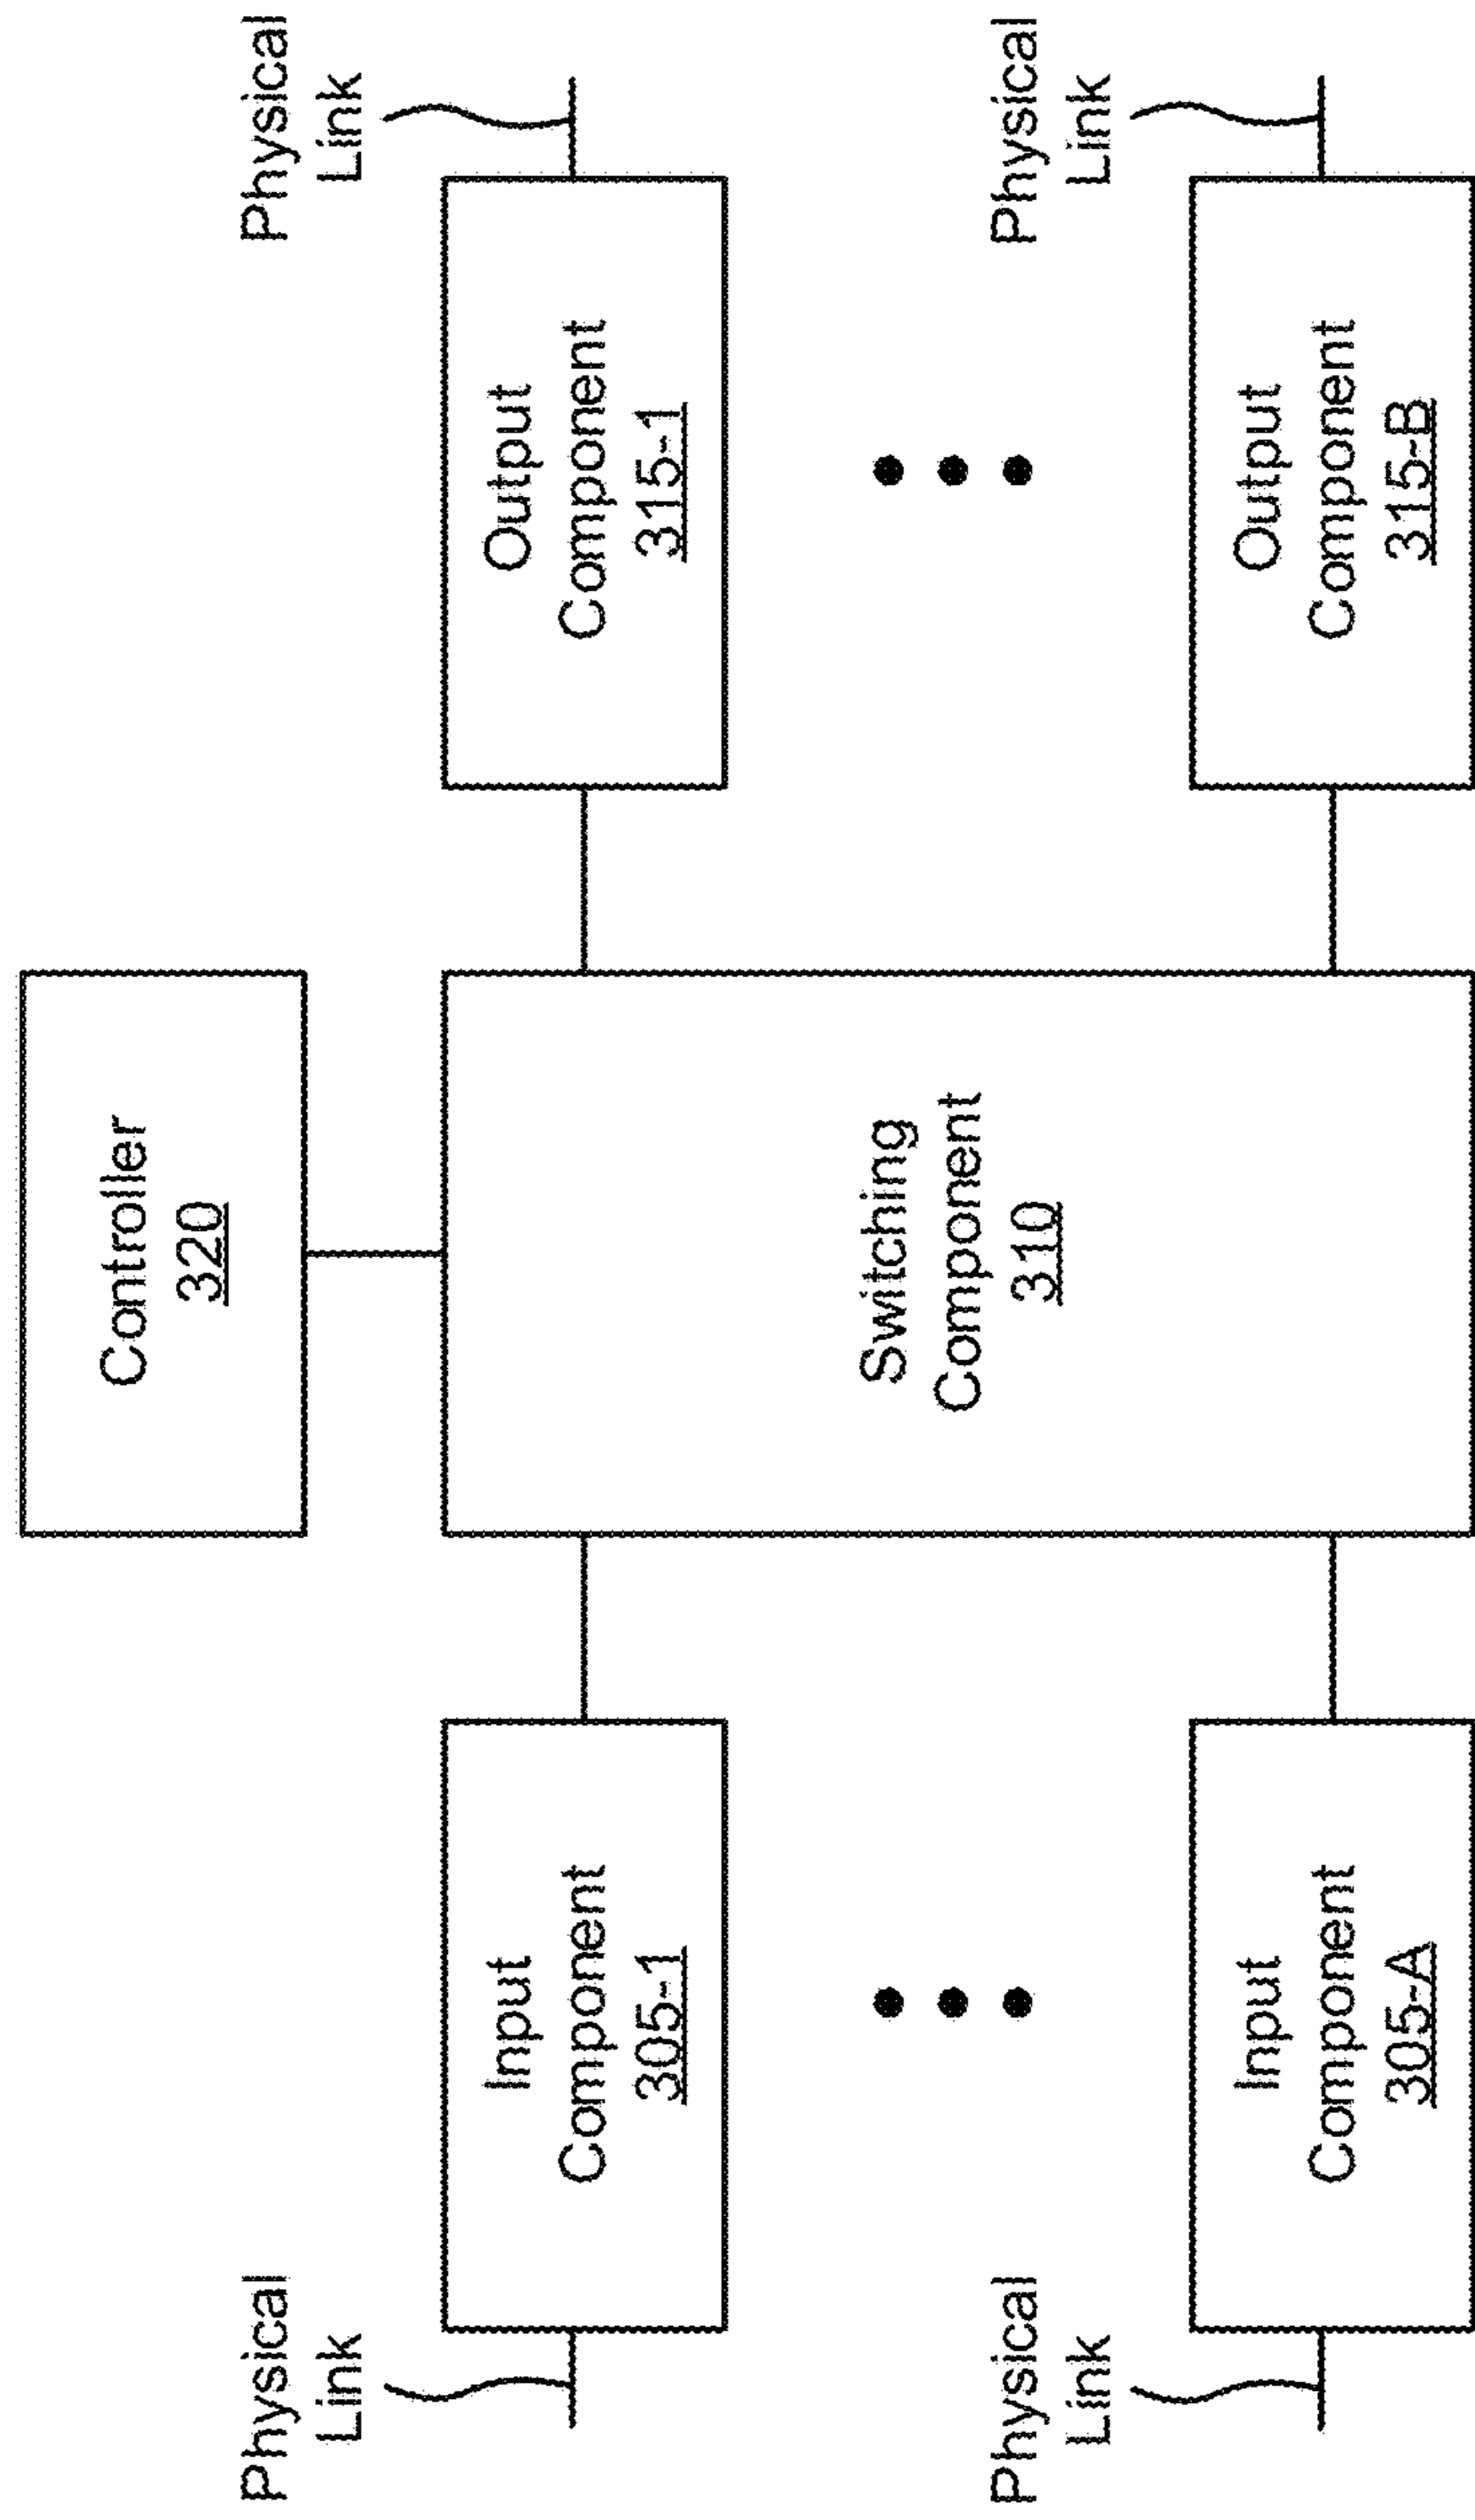 Controller
320
Physical
Link
Input
Component
305-1
Switching
Component
310
Output
Component
315-1
Physical
Link
Physical
Link
Input
Component
305-A
Output
Component
315-B
Physical
Link